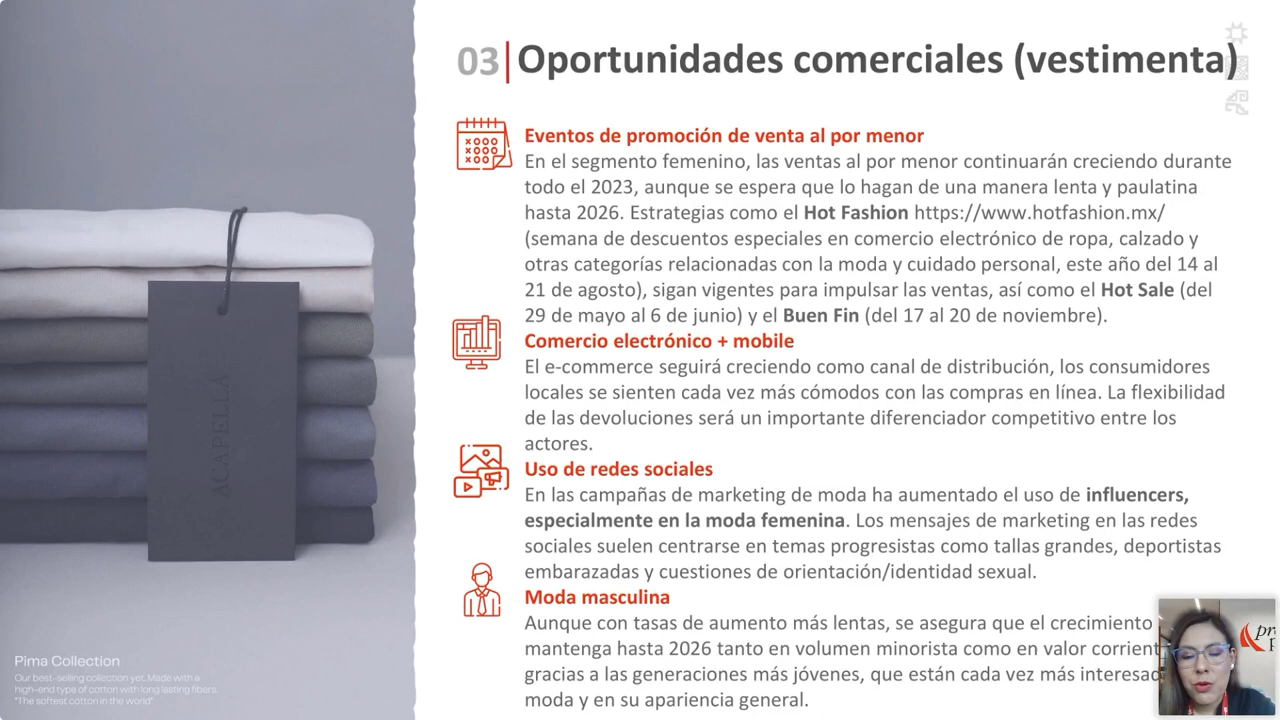 03 Oportunidades comerciales (vestimenta)
Eventos de promoción de venta al por menor
En el segmento femenino, las ventas al por menor continuarán creciendo durante
todo el 2023, aunque se espera que lo hagan de una manera lenta y paulatina
hasta 2026. Estrategias como el Hot Fashion https://www.hotfashion.mx/
(semana de descuentos especiales en comercio electrónico de ropa, calzado y
otras categorías relacionadas con la moda y cuidado personal, este año del 14 al
21 de agosto), sigan vigentes para impulsar las ventas, así como el Hot Sale (del
29 de mayo al 6 de junio) y el Buen Fin (del 17 al 20 de noviembre).
Comercio electrónico + mobile
El e-commerce seguirá creciendo como canal de distribución, los consumidores
locales se sienten cada vez más cómodos con las compras en línea. La flexibilidad
de las devoluciones será un importante diferenciador competitivo entre los
actores.
Uso de redes sociales
En las campañas de marketing de moda ha aumentado el uso de influencers,
especialmente en la moda femenina. Los mensajes de marketing en las redes
sociales suelen centrarse en temas progresistas como tallas grandes, deportistas
embarazadas y cuestiones de orientación/identidad sexual.
Moda masculina
Aunque con tasas de aumento más lentas, se asegura que el crecimiento
mantenga hasta 2026 tanto en volumen minorista como en valor
gracias a las generaciones más jóvenes, que están cada vez más
moda y en su apariencia general.
ACAPELLA
Pima Collection
Our best-selling collection yet. Made with a
high-end type of cotton with long lasting fibers.
"The softest cotton in the world"